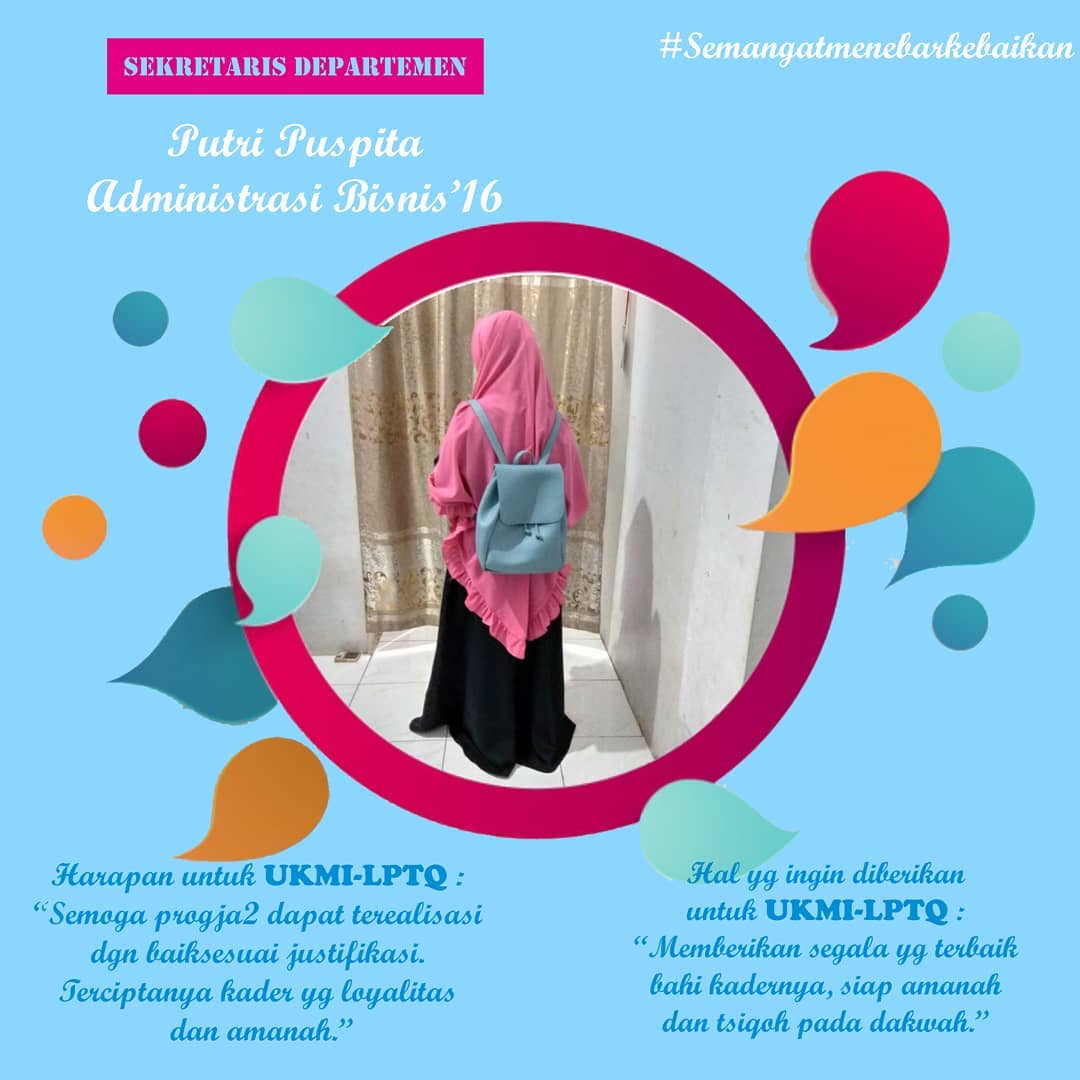 SEKRETARIS DEPARTEMEN
#Semangatmenebarkebaikan
Putri Puspita
Administrasi Bisnis'16
Harapan untuk UKMI-LPTQ :
“Semoga progja2 dapat terealisasi
dgn baiksesuai justifikasi.
Terciptanya kader yg loyalitas
dan amanah.”
Hal yg ingin diberikan
untuk UKMI-LPTQ :
“Memberikan segala yg terbaik
bahi kadernya, siap amanah
dan tsiqoh pada dakwah.”